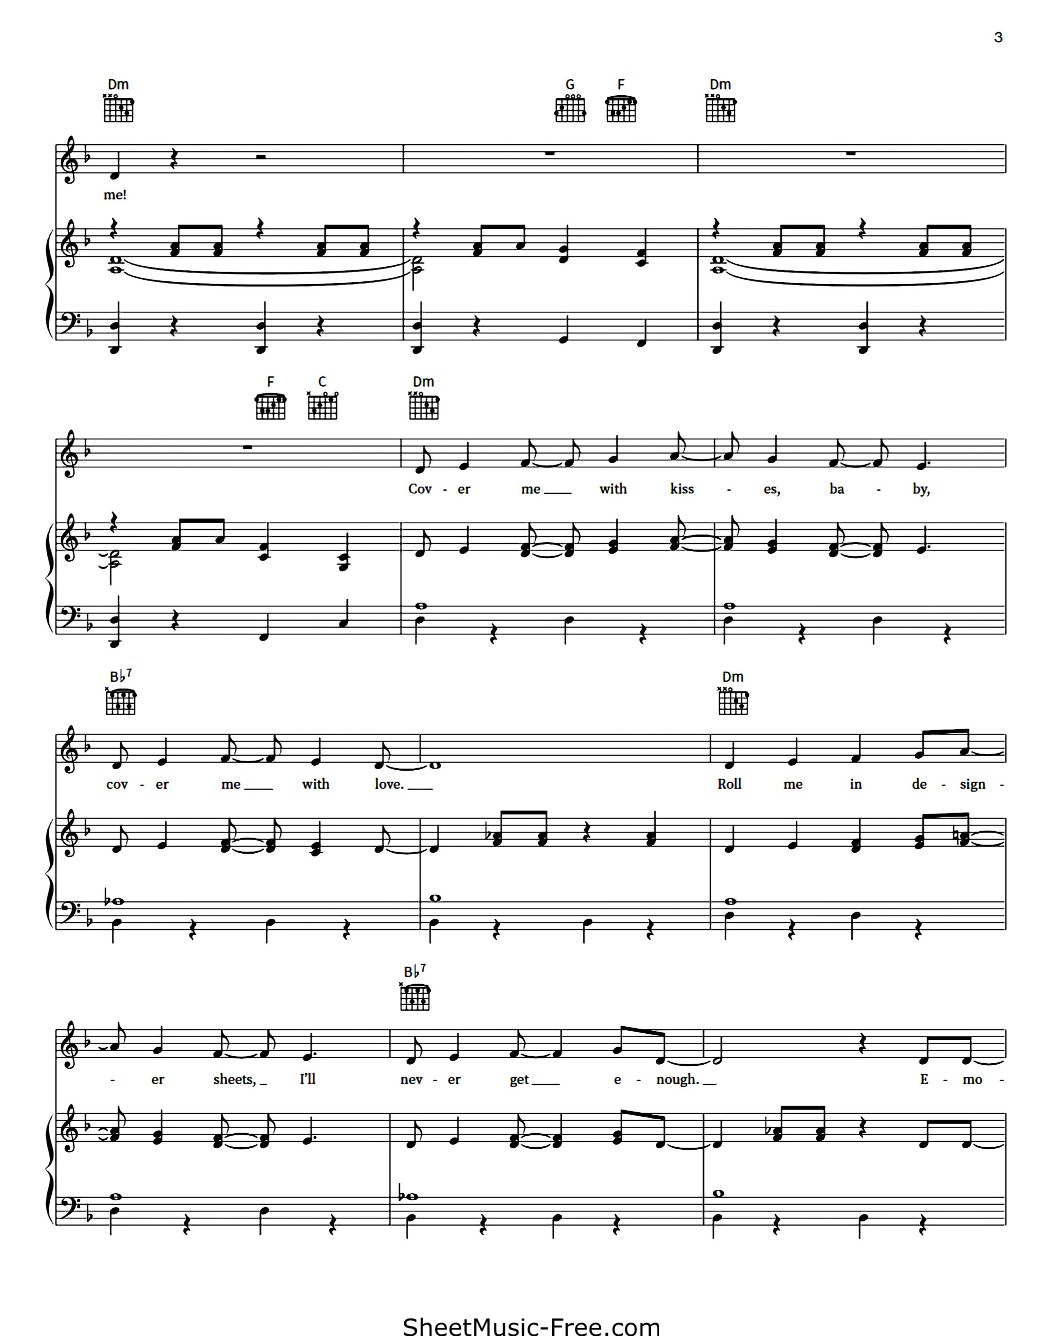 3
Dm G F Dm
me!
F C Dm
Cov - er me with kiss - es, ba - by,
B♭7 Dm
cov - er me with love. Roll me in de - sign -
B♭7
- er sheets, I'll nev - er get e - nough. E - mo -
SheetMusic-Free.com